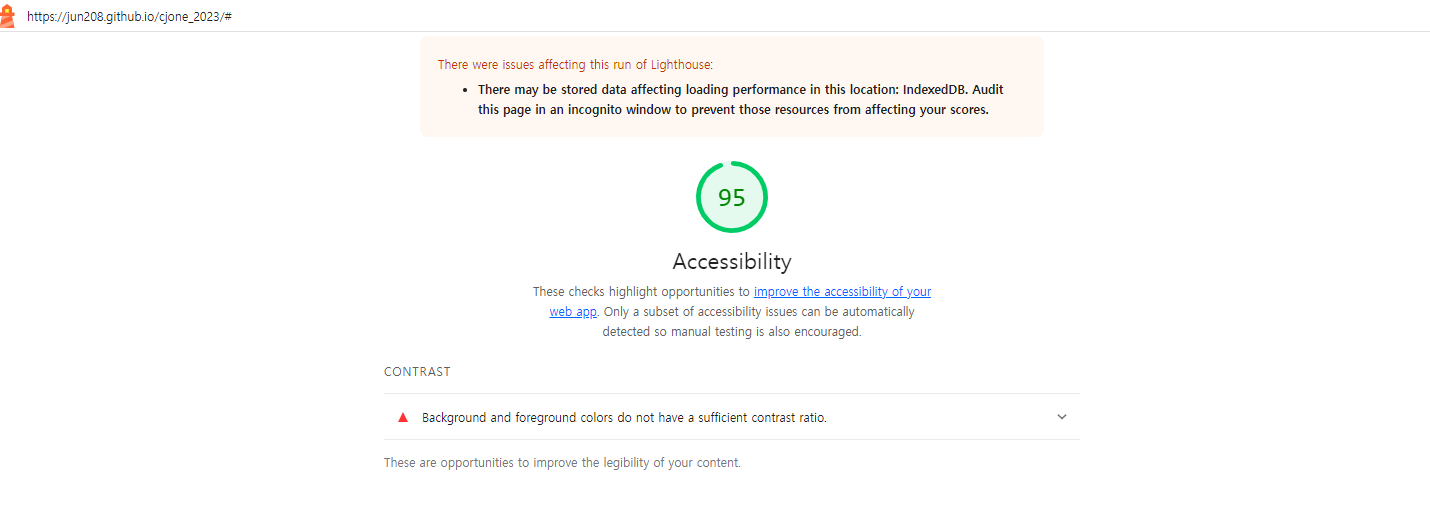 https://jun208.github.io/cjone_2023/#
There were issues affecting this run of Lighthouse:
• There may be stored data affecting loading performance in this location: IndexedDB. Audit
this page in an incognito window to prevent those resources from affecting your scores.
95
Accessibility
These checks highlight opportunities to improve the accessibility of your
web app. Only a subset of accessibility issues can be automatically
detected so manual testing is also encouraged.
CONTRAST
Background and foreground colors do not have a sufficient contrast ratio.
These are opportunities to improve the legibility of your content.